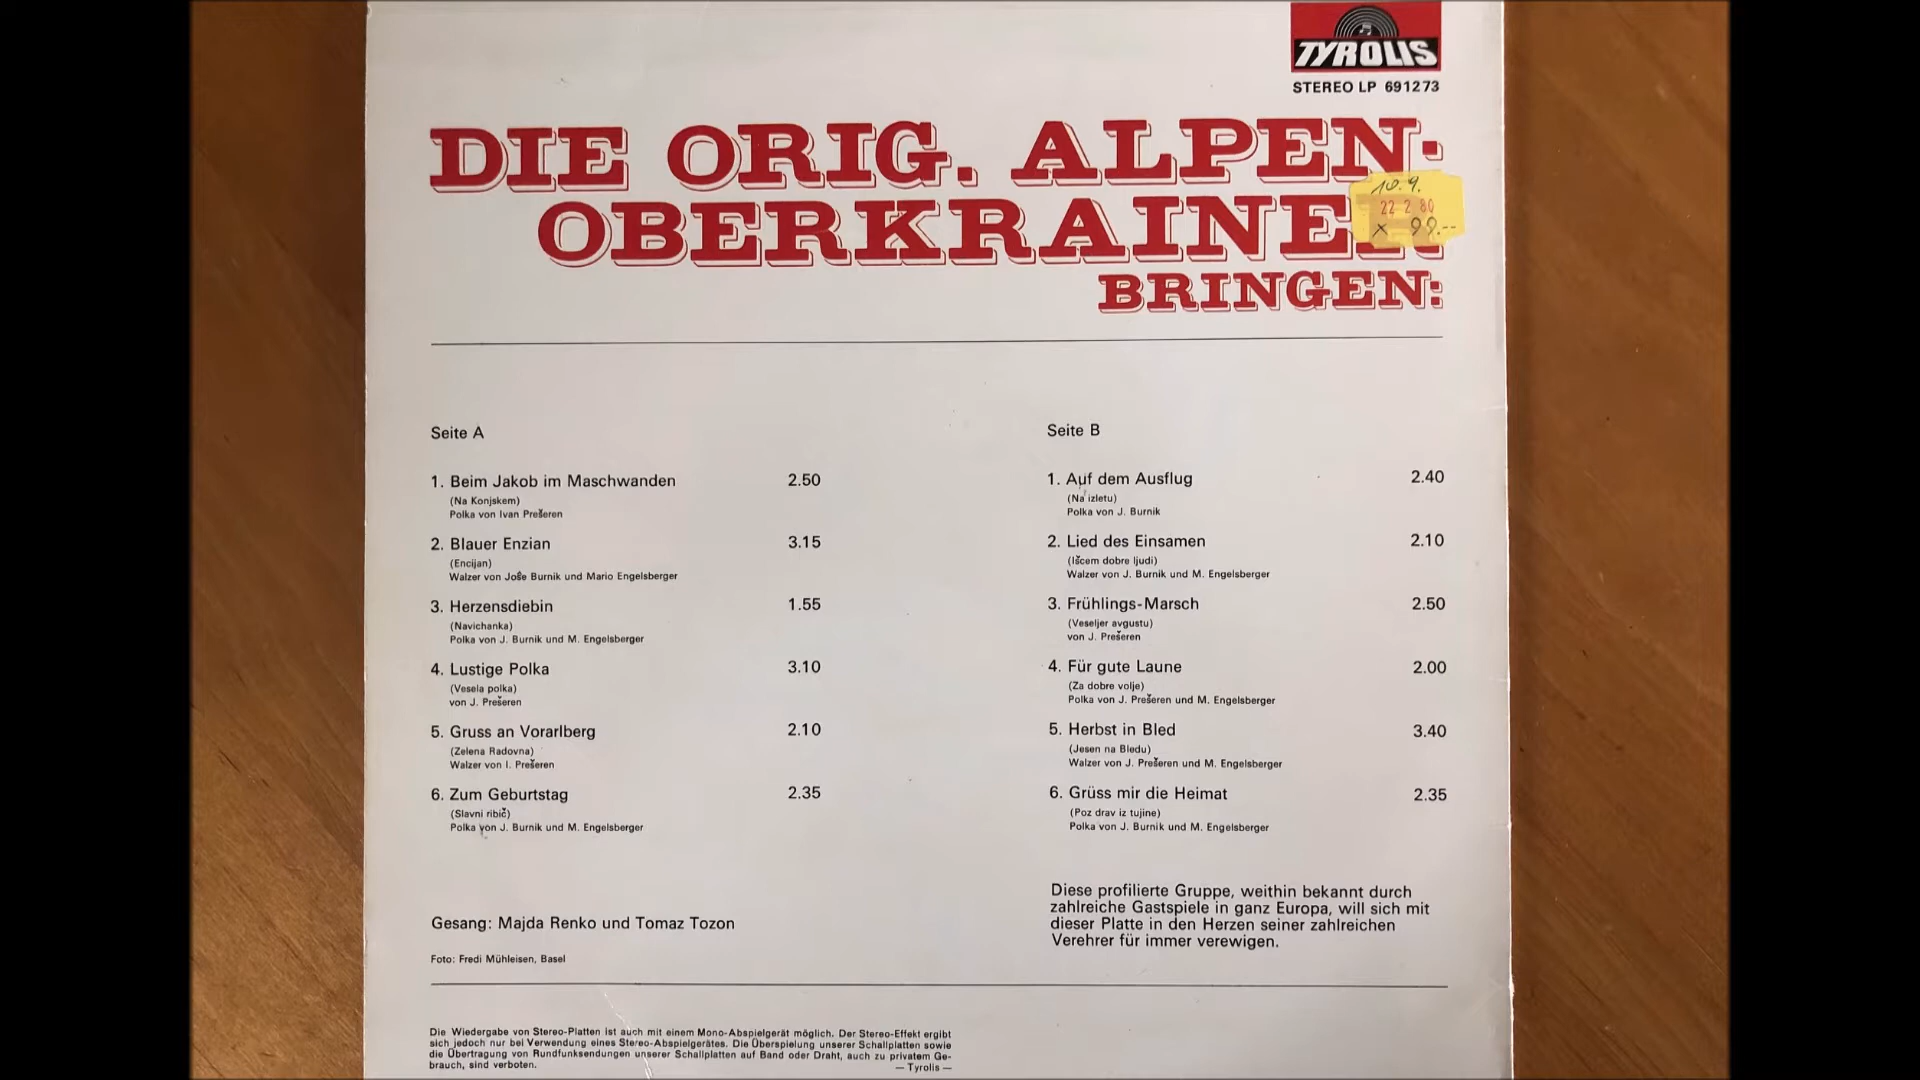 TYROLIS
STEREO LP 691273
DIE ORIG. ALPEN-
OBERKRAINER
BRINGEN:
10.9.
22 2 80
x 99.--
Seite A
1. Beim Jakob im Maschwanden 2.50
(Na Konjskem)
Polka von Ivan Prešeren
2. Blauer Enzian 3.15
(Encijan)
Walzer von Jože Burnik und Mario Engelsberger
3. Herzensdiebin 1.55
(Navichanka)
Polka von J. Burnik und M. Engelsberger
4. Lustige Polka 3.10
(Vesela polka)
von J. Prešeren
5. Gruss an Vorarlberg 2.10
(Zelena Radovna)
Walzer von I. Prešeren
6. Zum Geburtstag 2.35
(Slavni ribič)
Polka von J. Burnik und M. Engelsberger
Gesang: Majda Renko und Tomaz Tozon
Foto: Fredi Mühleisen, Basel
Seite B
1. Auf dem Ausflug 2.40
(Na izletu)
Polka von J. Burnik
2. Lied des Einsamen 2.10
(Iščem dobre ljudi)
Walzer von J. Burnik und M. Engelsberger
3. Frühlings-Marsch 2.50
(Veseljer avgustu)
von J. Prešeren
4. Für gute Laune 2.00
(Za dobre volje)
Polka von J. Prešeren und M. Engelsberger
5. Herbst in Bled 3.40
(Jesen na Bledu)
Walzer von J. Prešeren und M. Engelsberger
6. Grüss mir die Heimat 2.35
(Poz drav iz tujine)
Polka von J. Burnik und M. Engelsberger
Diese profilierte Gruppe, weithin bekannt durch
zahlreiche Gastspiele in ganz Europa, will sich mit
dieser Platte in den Herzen seiner zahlreichen
Verehrer für immer verewigen.
Die Wiedergabe von Stereo-Platten ist auch mit einem Mono-Abspielgerät möglich. Der Stereo-Effekt ergibt
sich jedoch nur bei Verwendung eines Stereo-Abspielgerätes. Die Überspielung unserer Schallplatten sowie
die Übertragung von Rundfunksendungen unserer Schallplatten auf Band oder Draht, auch zu privatem Ge-
brauch, sind verboten. — Tyrolis —